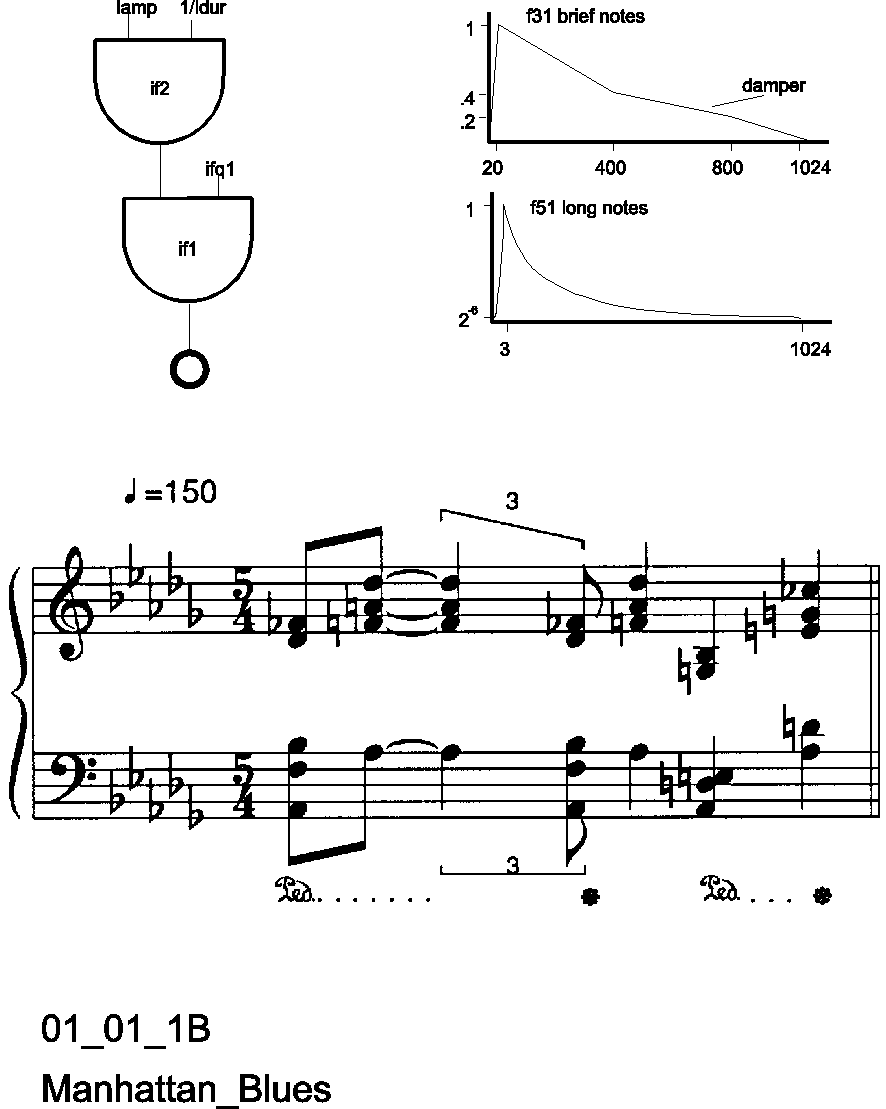 iamp 1/idur
if2
ifq1
if1
f31 brief notes
1
.4
.2
damper
20 400 800 1024
f51 long notes
1
2-6
3 1024
=150
3
5
4
5
4
3
Ped.......
Ped....
01_01_1B
Manhattan_Blues